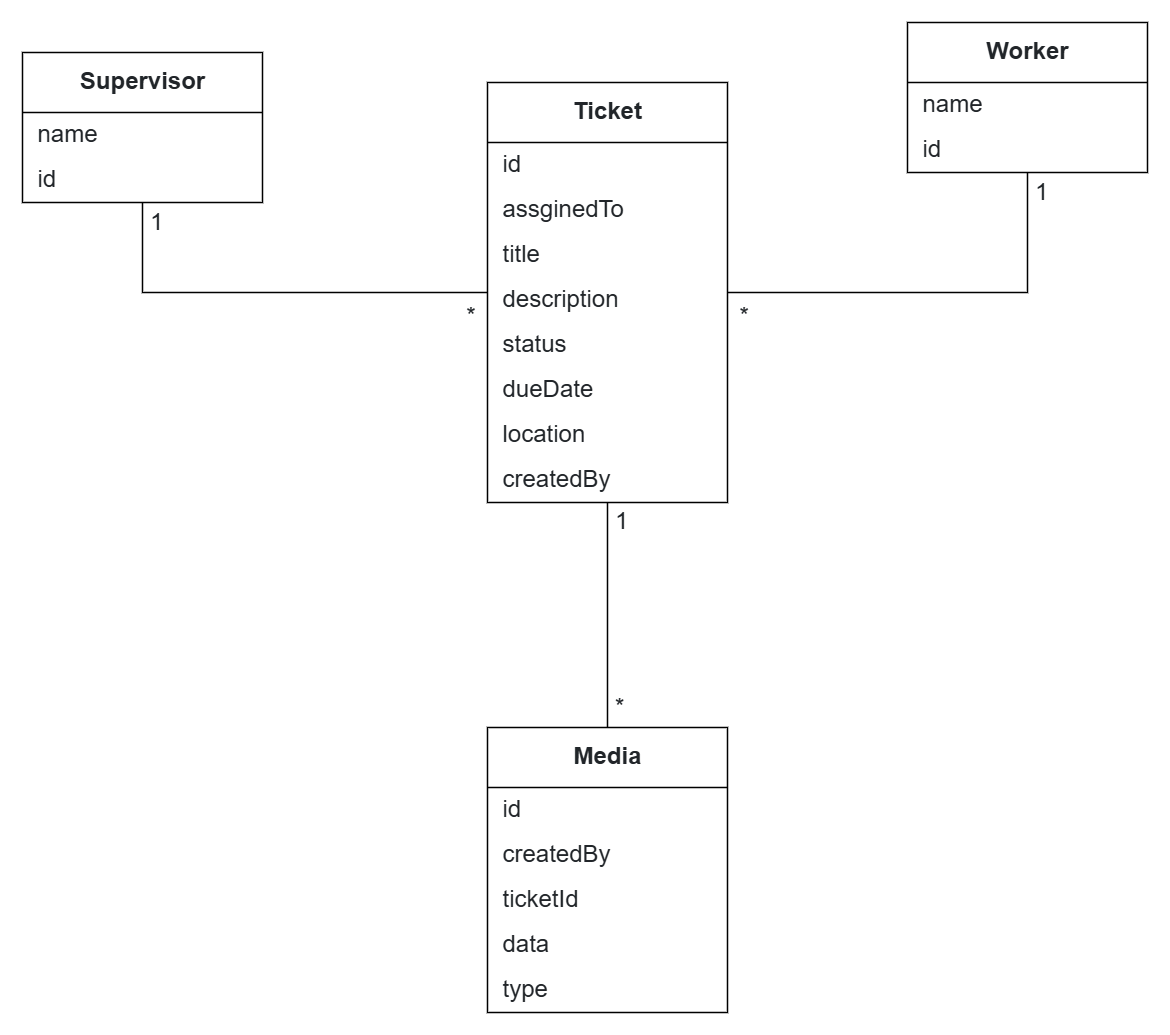 Supervisor
name
id
1
*
Ticket
id
assginedTo
title
description
status
dueDate
location
createdBy
1
*
Worker
name
id
1
*
Media
id
createdBy
ticketId
data
type